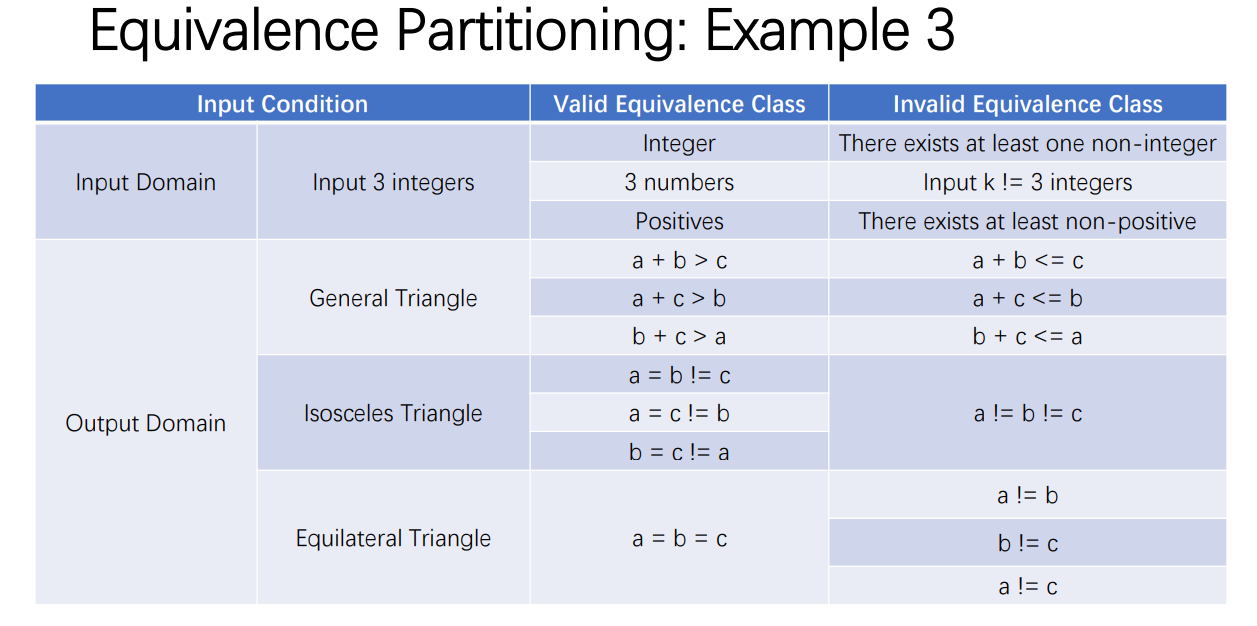 Equivalence Partitioning: Example 3
Input Condition Valid Equivalence Class Invalid Equivalence Class
Input Domain Input 3 integers Integer There exists at least one non-integer
3 numbers Input k != 3 integers
Positives There exists at least non-positive
Output Domain General Triangle a + b > c a + b <= c
a + c > b a + c <= b
b + c > a b + c <= a
Isosceles Triangle a = b != c a != b != c
a = c != b
b = c != a
Equilateral Triangle a = b = c a != b
b != c
a != c